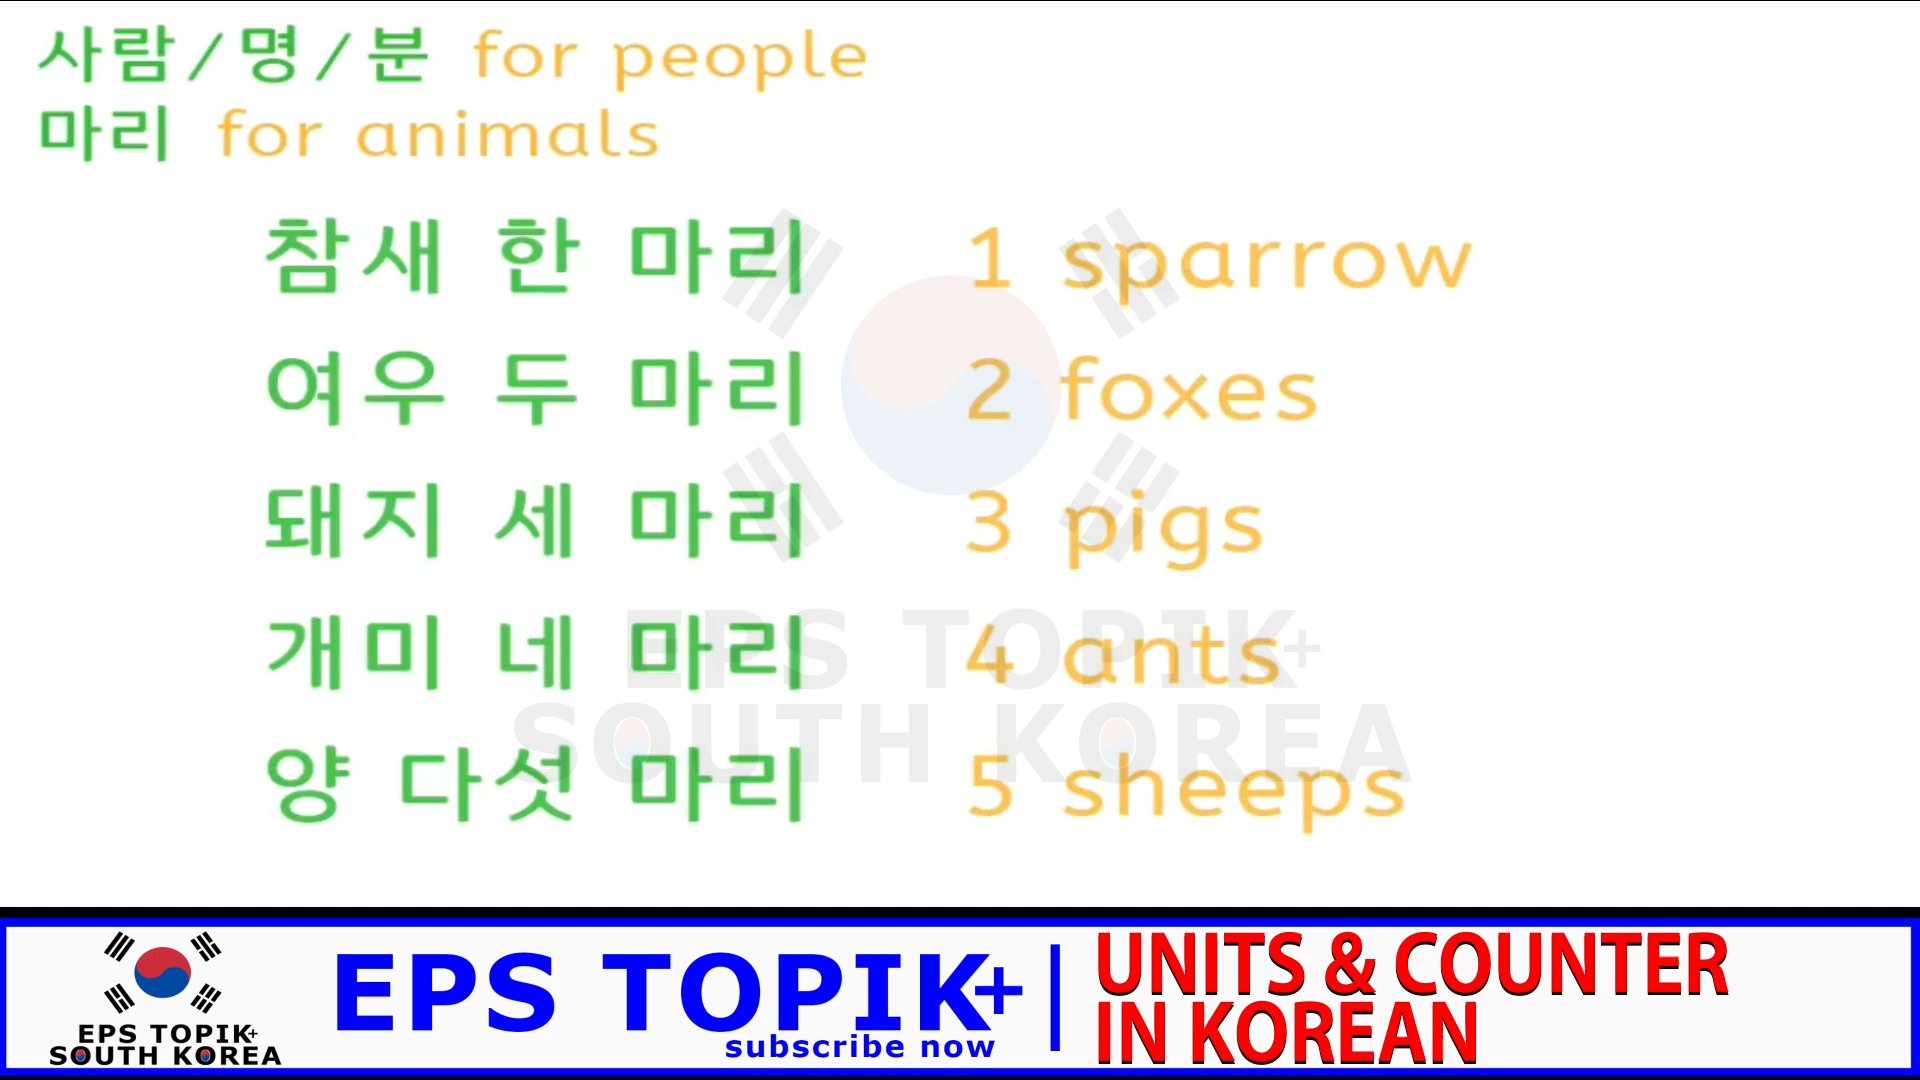 사람/명/분 for people
마리 for animals
참새 한 마리 1 sparrow
여우 두 마리 2 foxes
돼지 세 마리 3 pigs
개미 네 마리 4 ants
양 다섯 마리 5 sheeps
EPS TOPIK+
SOUTH KOREA
EPS TOPIK+
SOUTH KOREA
EPS TOPIK+
subscribe now
UNITS & COUNTER
IN KOREAN